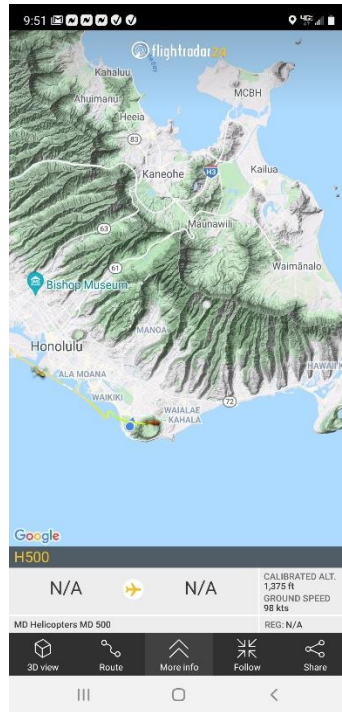 9:51
flightradar24
Kahaluu
MCBH
Ahuimanu
Heeia
83
Kaneohe
H3
Kailua
Maunawili
63
61
Waimānalo
Bishop Museum
MANOA
Honolulu
HAWAI'I K
ALA MOANA
72
WAIKIKI
WAIALAE
- KAHALA
Google
H500
N/A
N/A
CALIBRATED ALT.
1,375 ft
GROUND SPEED
98 kts
MD Helicopters MD 500
REG: N/A
3D view
Route
More info
Follow
Share